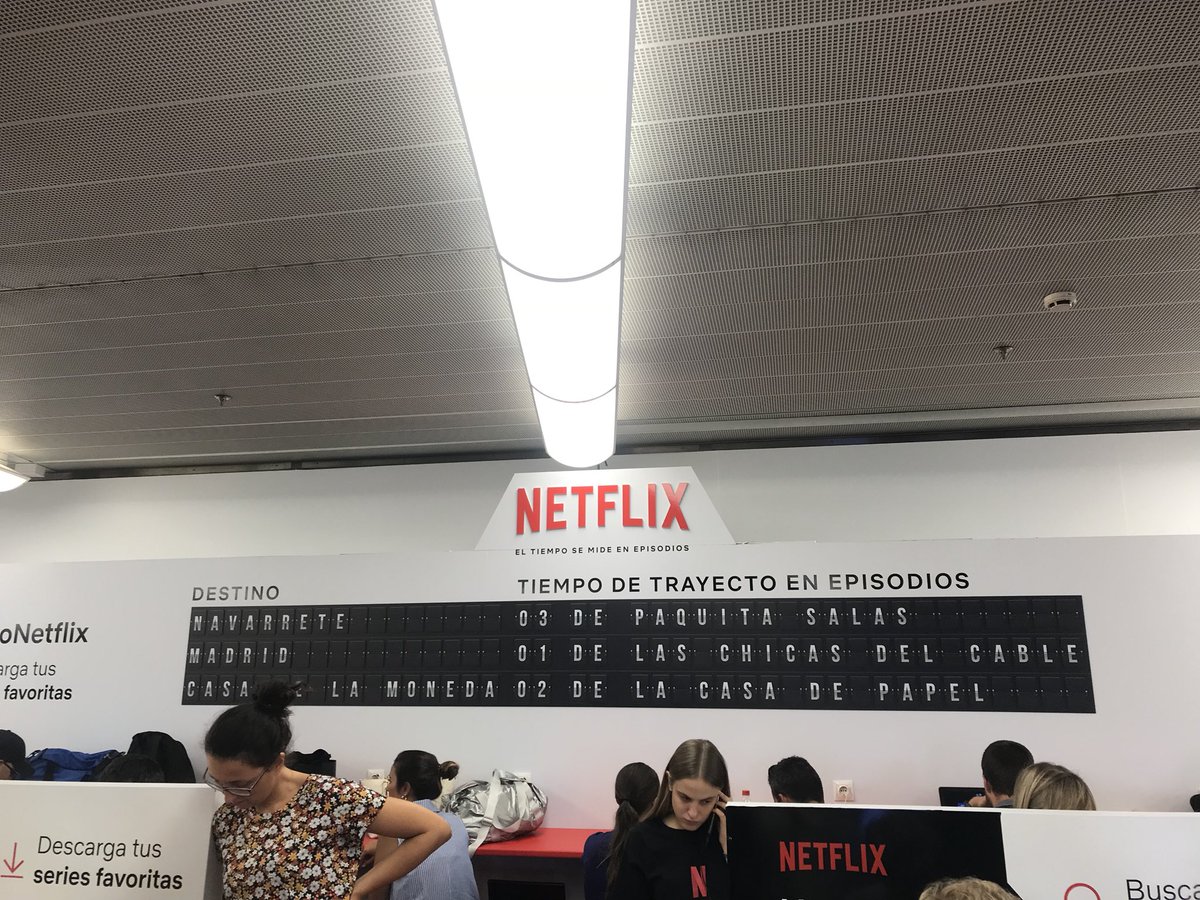 NETFLIX
EL TIEMPO SE MIDE EN EPISODIOS
DESTINO
TIEMPO DE TRAYECTO EN EPISODIOS
NAVARRETE 03 DE PAQUITA SALAS
MADRID 01 DE LAS CHICAS DEL CABLE
CASA LA MONEDA 02 DE LA CASA DE PAPEL
oNetflix
arga tus
favoritas
Descarga tus
series favoritas
N
NETFLIX
Busca